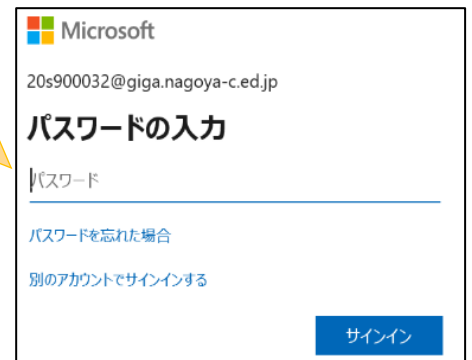 Microsoft
20s900032@giga.nagoya-c.ed.jp
パスワードの入力
パスワード
パスワードを忘れた場合
別のアカウントでサインインする
サインイン